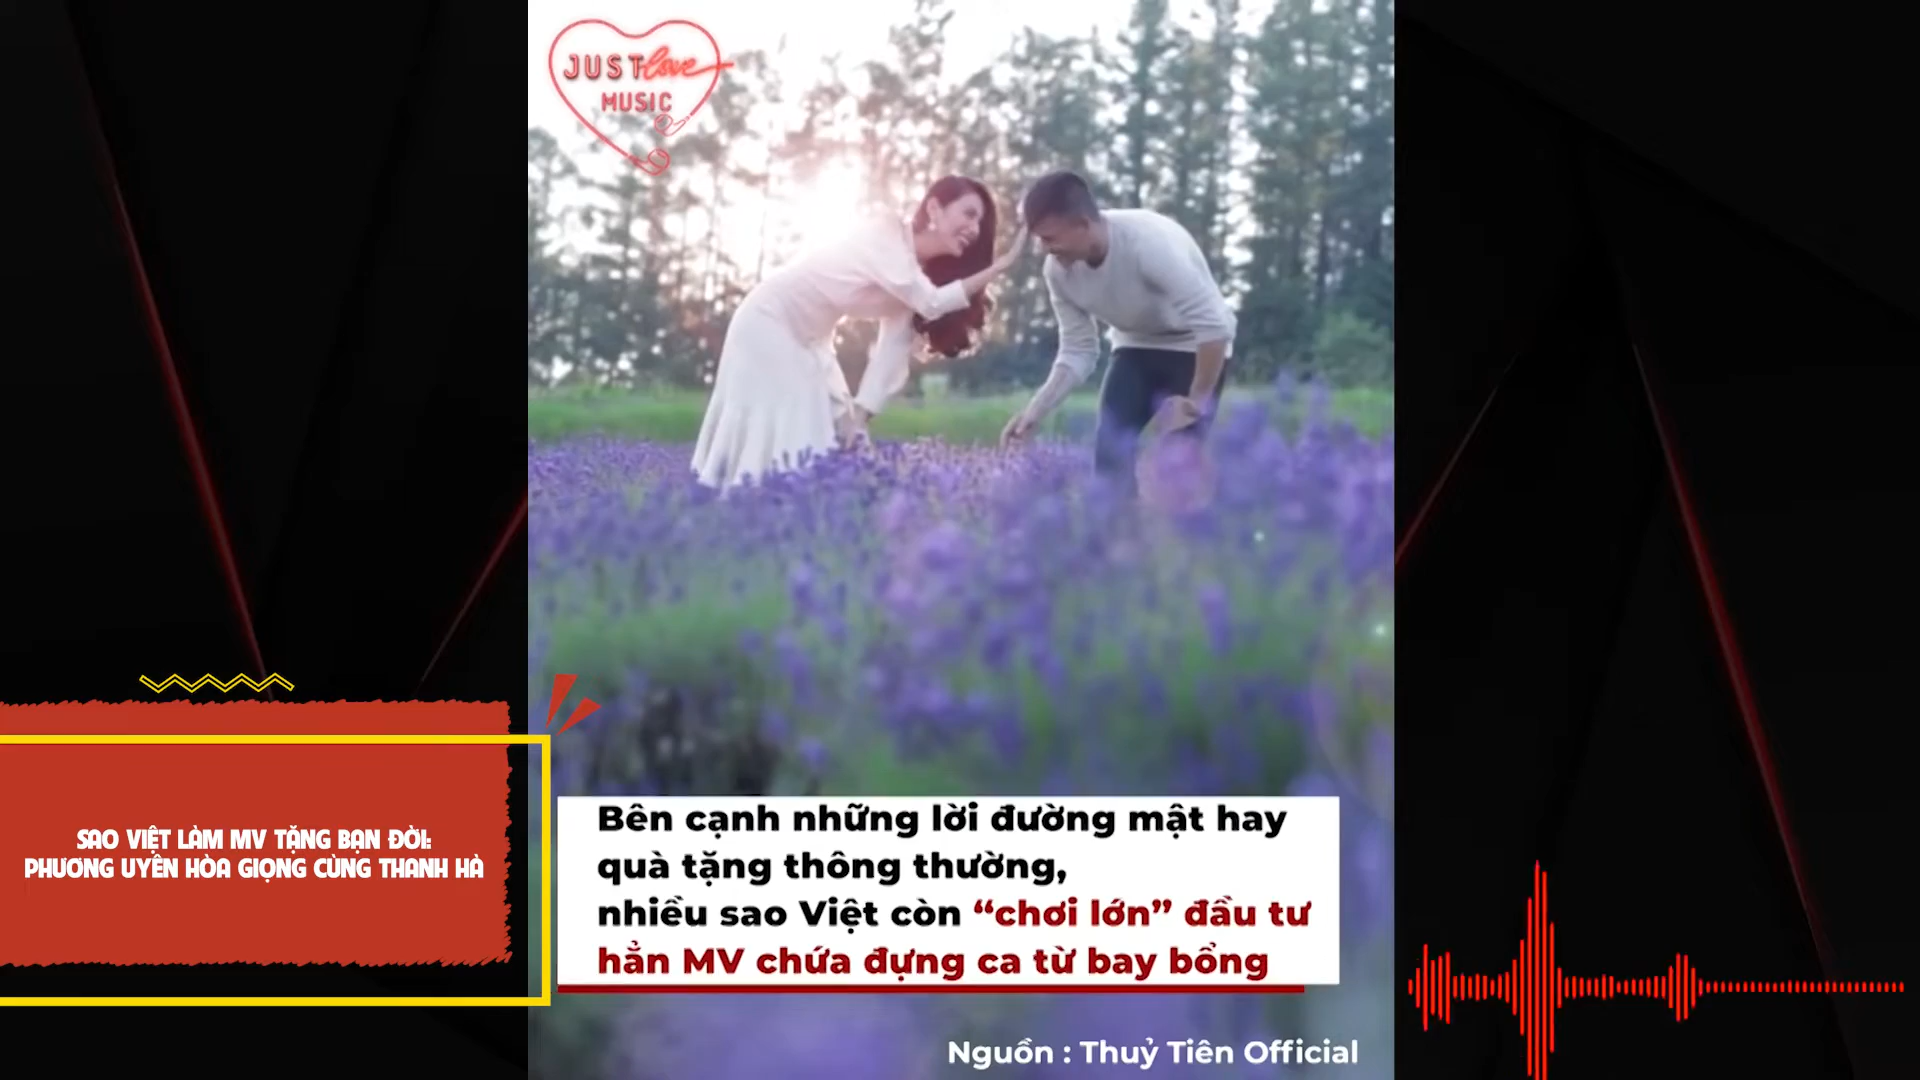 JUST love
MUSIC
SAO VIỆT LÀM MV TẶNG BẠN ĐỜI:
PHƯƠNG UYÊN HÒA GIỌNG CÙNG THANH HÀ
Bên cạnh những lời đường mật hay
quà tặng thông thường,
nhiều sao Việt còn “chơi lớn” đầu tư
hẳn MV chứa đựng ca từ bay bổng
Nguồn : Thuỷ Tiên Official